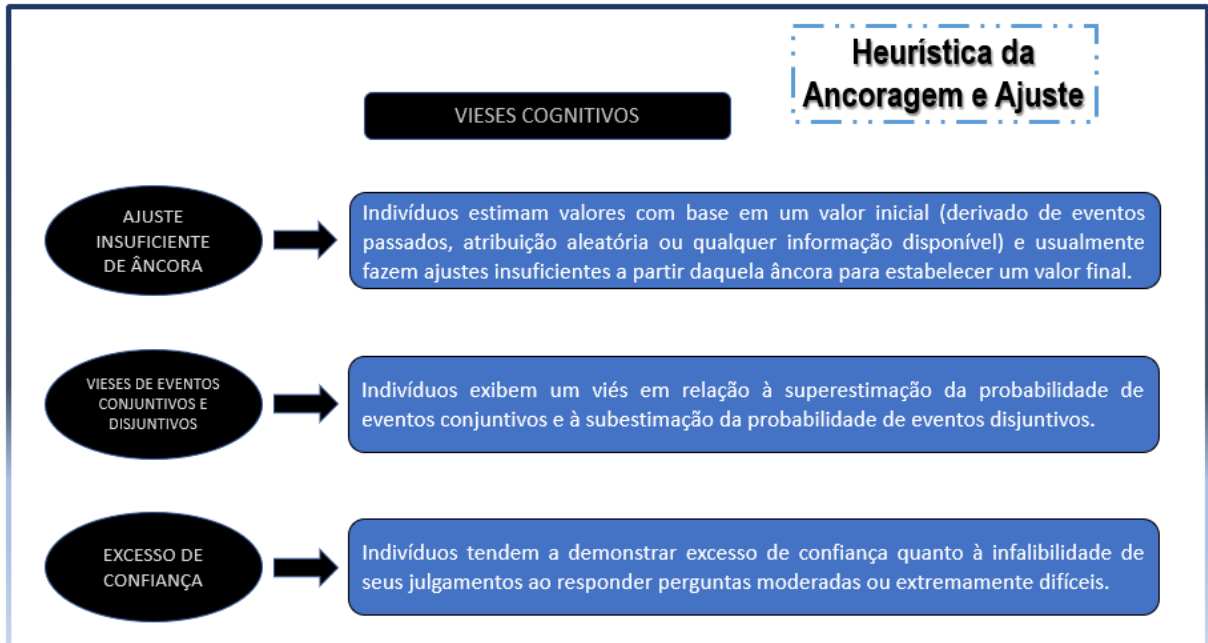 Heurística da
Ancoragem e Ajuste
VIESES COGNITIVOS
AJUSTE
INSUFICIENTE
DE ÂNCORA
Indivíduos estimam valores com base em um valor inicial (derivado de eventos
passados, atribuição aleatória ou qualquer informação disponível) e usualmente
fazem ajustes insuficientes a partir daquela âncora para estabelecer um valor final.
VIESES DE EVENTOS
CONJUNTIVOS E
DISJUNTIVOS
Indivíduos exibem um viés em relação à superestimação da probabilidade de
eventos conjuntivos e à subestimação da probabilidade de eventos disjuntivos.
EXCESSO DE
CONFIANÇA
Indivíduos tendem a demonstrar excesso de confiança quanto à infalibilidade de
seus julgamentos ao responder perguntas moderadas ou extremamente difíceis.